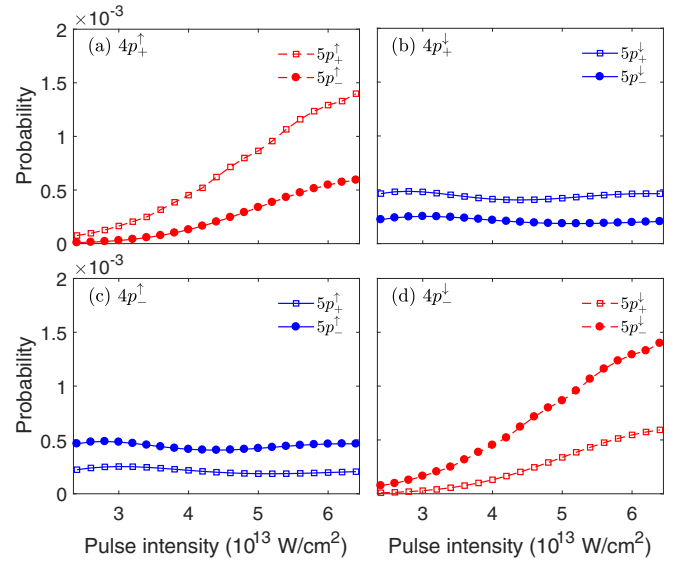 ×10⁻³
2
1.5
1
0.5
0
Probability
(a) 4p₊^↑
5p₊^↑
5p₋^↑
(b) 4p₊^↓
5p₊^↓
5p₋^↓
×10⁻³
2
1.5
1
0.5
0
Probability
(c) 4p₋^↑
5p₊^↑
5p₋^↑
(d) 4p₋^↓
5p₊^↓
5p₋^↓
3 4 5 6
3 4 5 6
Pulse intensity (10¹³ W/cm²)
Pulse intensity (10¹³ W/cm²)